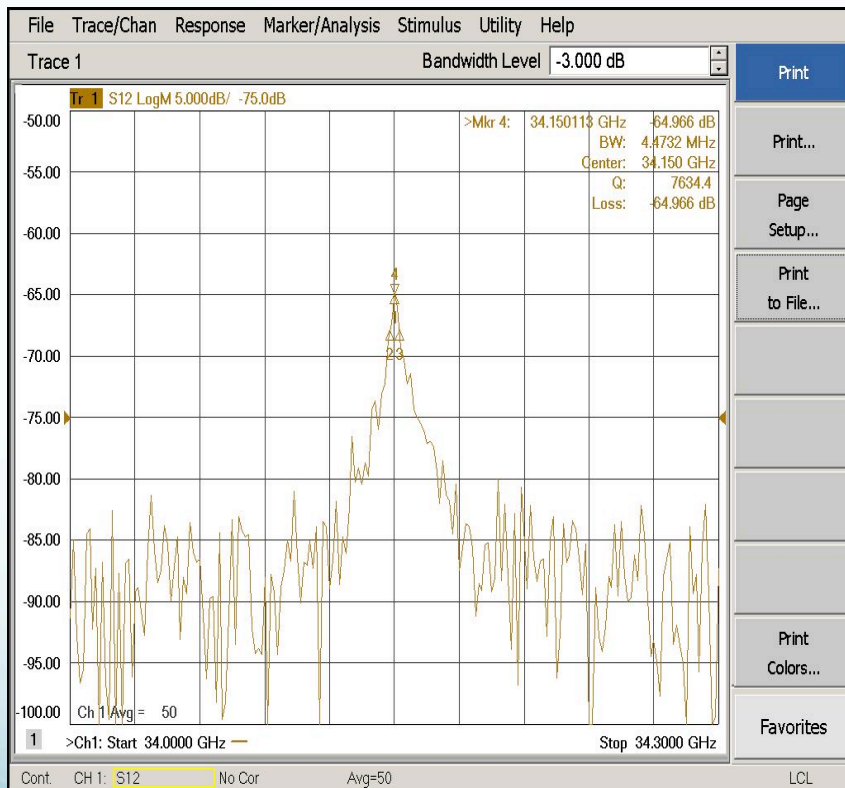 File Trace/Chan Response Marker/Analysis Stimulus Utility Help
Trace 1 Bandwidth Level -3.000 dB
Print
Print...
Page
Setup...
Print
to File...
Print
Colors...
Favorites
Tr 1 S12 LogM 5.000dB/ -75.0dB
>Mkr 4: 34.150113 GHz -64.966 dB
BW: 4.4732 MHz
Center: 34.150 GHz
Q: 7634.4
Loss: -64.966 dB
-50.00
-55.00
-60.00
-65.00
-70.00
-75.00
-80.00
-85.00
-90.00
-95.00
-100.00
4
1
2 3
Ch 1 Avg = 50
1 >Ch1: Start 34.0000 GHz Stop 34.3000 GHz
Cont. CH 1: S12 No Cor Avg=50 LCL